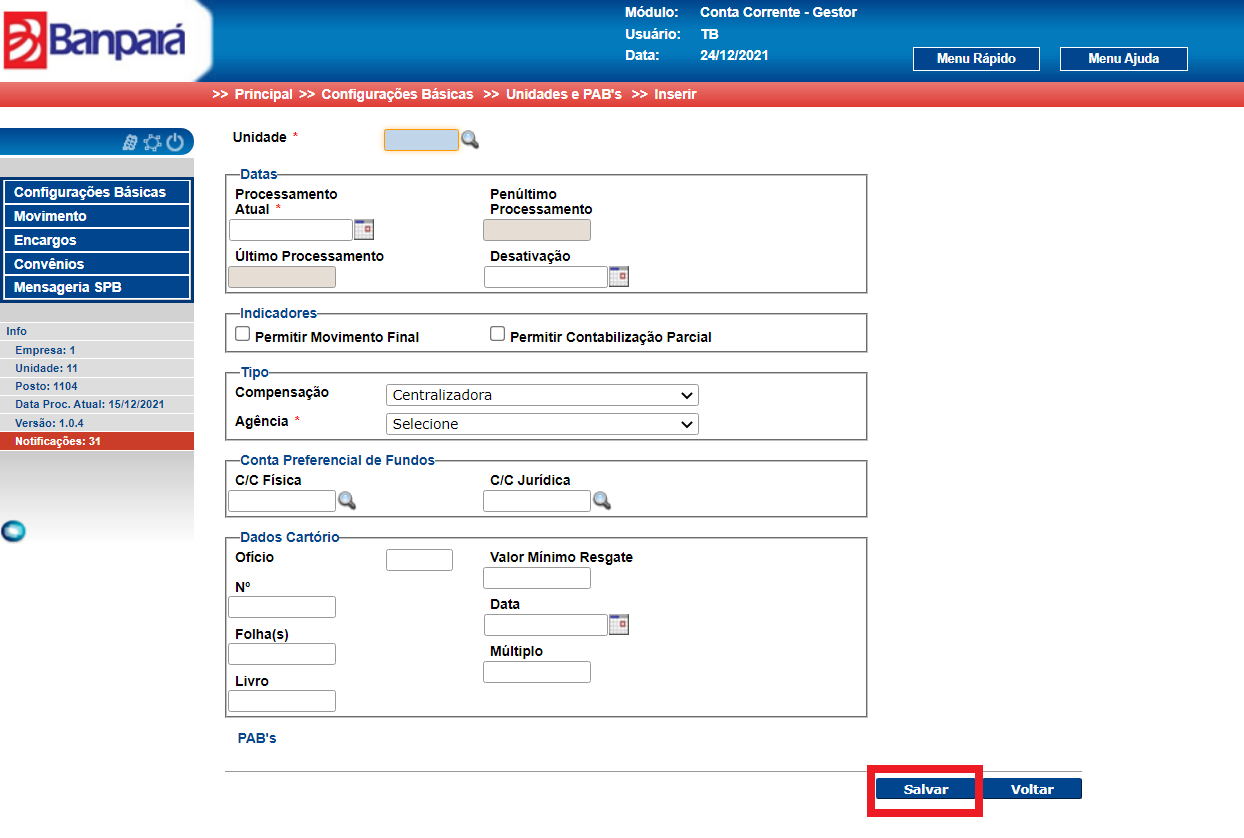 Banpará
Módulo: Conta Corrente - Gestor
Usuário: TB
Data: 24/12/2021
Menu Rápido Menu Ajuda
>> Principal >> Configurações Básicas >> Unidades e PAB's >> Inserir
Configurações Básicas
Movimento
Encargos
Convênios
Mensageria SPB
Info
Empresa: 1
Unidade: 11
Posto: 1104
Data Proc. Atual: 15/12/2021
Versão: 1.0.4
Notificações: 31
Unidade *
Datas
Processamento
Atual *
Penúltimo
Processamento
Último Processamento
Desativação
Indicadores
Permitir Movimento Final
Permitir Contabilização Parcial
Tipo
Compensação Centralizadora
Agência * Selecione
Conta Preferencial de Fundos
C/C Física
C/C Jurídica
Dados Cartório
Ofício
Valor Mínimo Resgate
Nº
Data
Folha(s)
Múltiplo
Livro
PAB's
Salvar Voltar